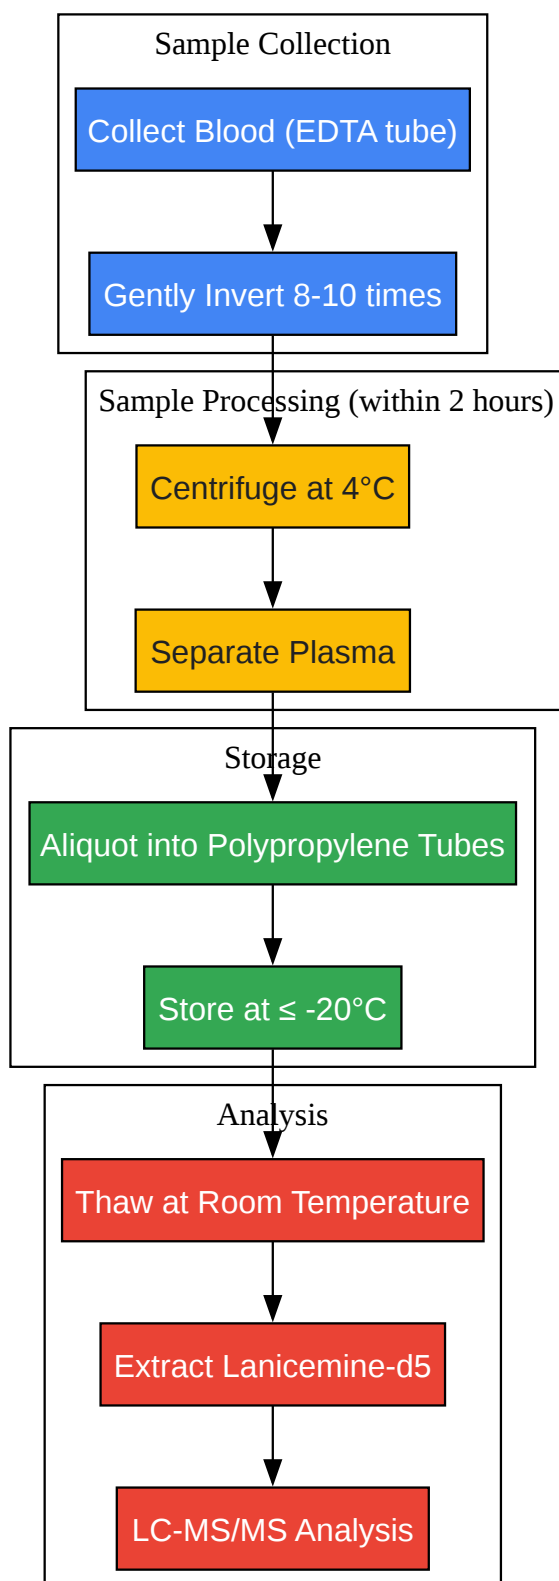 Sample Collection
Collect Blood (EDTA tube)
Gently Invert 8-10 times
Sample Processing (within 2 hours)
Centrifuge at 4°C
Separate Plasma
Storage
Aliquot into Polypropylene Tubes
Store at ≤ -20°C
Analysis
Thaw at Room Temperature
Extract Lanicemine-d5
LC-MS/MS Analysis